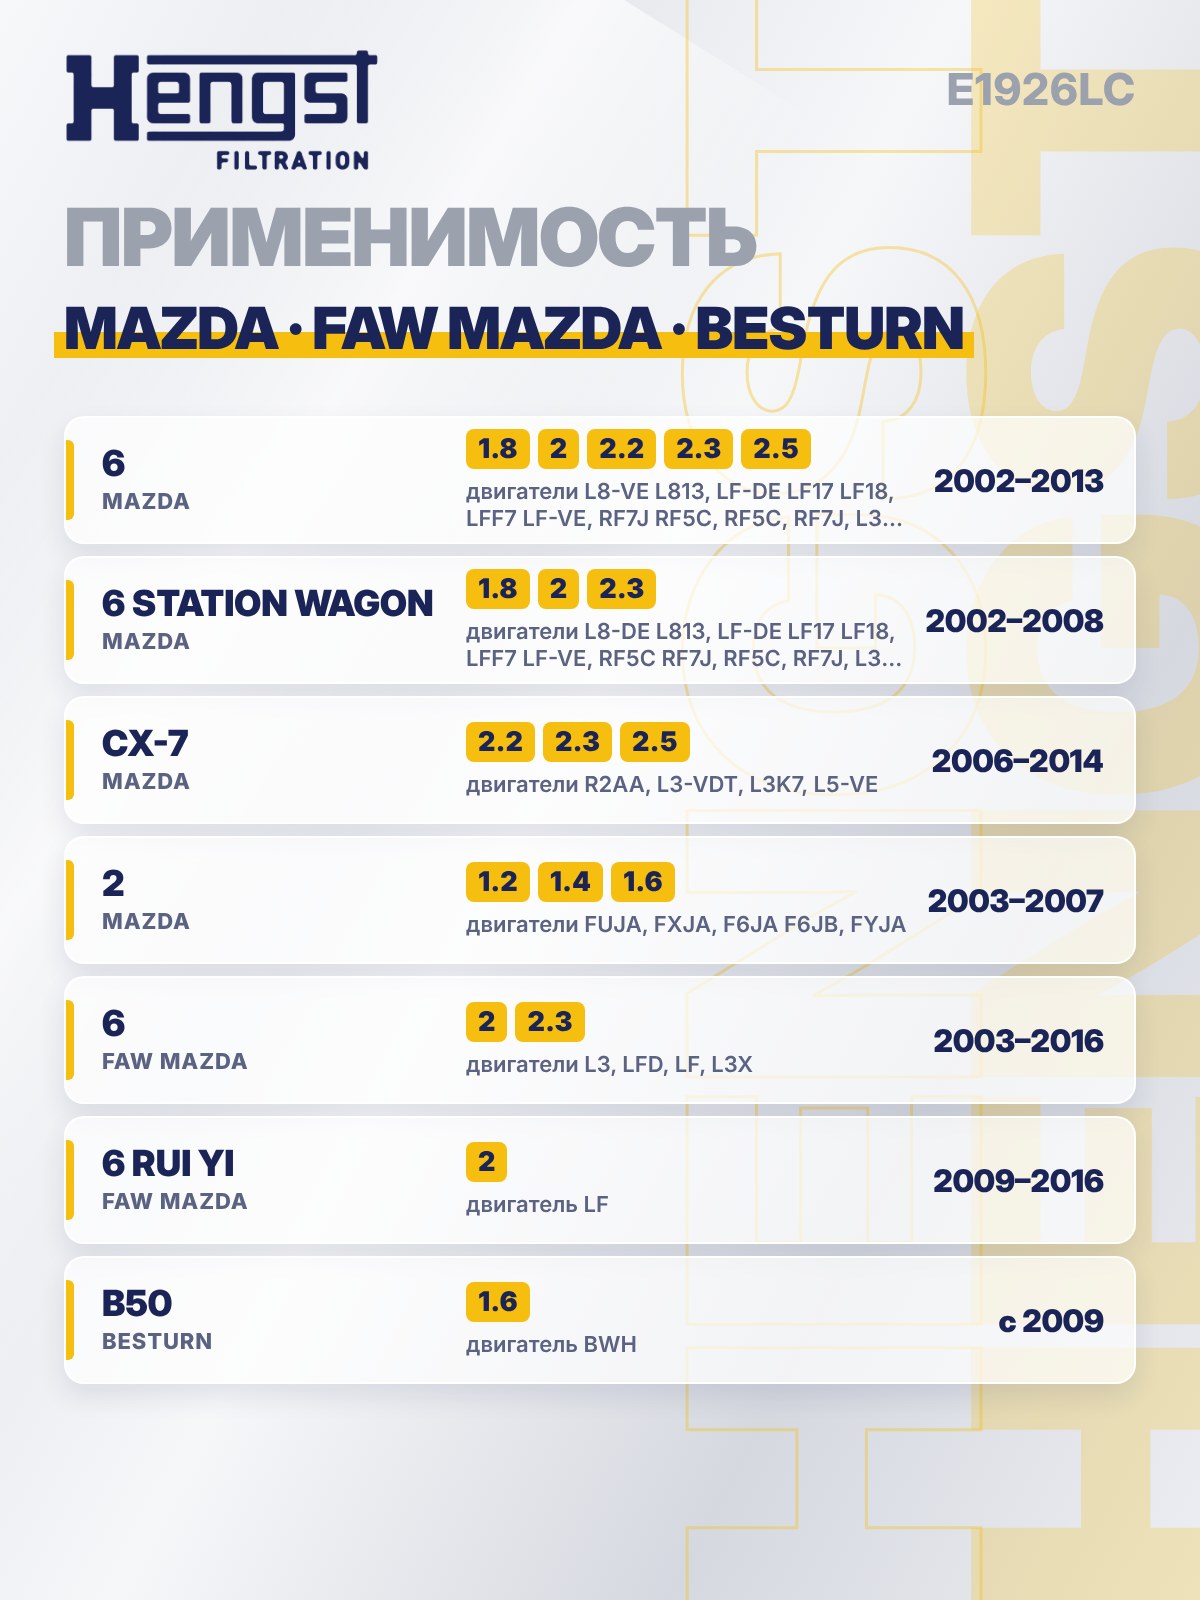 Hengst
FILTRATION
E1926LC
ПРИМЕНИМОСТЬ
MAZDA · FAW MAZDA · BESTURN
6
MAZDA
1.8 2 2.2 2.3 2.5
двигатели L8-VE L813, LF-DE LF17 LF18,
LFF7 LF-VE, RF7J RF5C, RF5C, RF7J, L3...
2002–2013
6 STATION WAGON
MAZDA
1.8 2 2.3
двигатели L8-DE L813, LF-DE LF17 LF18,
LFF7 LF-VE, RF5C RF7J, RF5C, RF7J, L3...
2002–2008
CX-7
MAZDA
2.2 2.3 2.5
двигатели R2AA, L3-VDT, L3K7, L5-VE
2006–2014
2
MAZDA
1.2 1.4 1.6
двигатели FUJA, FXJA, F6JA F6JB, FYJA
2003–2007
6
FAW MAZDA
2 2.3
двигатели L3, LFD, LF, L3X
2003–2016
6 RUI YI
FAW MAZDA
2
двигатель LF
2009–2016
B50
BESTURN
1.6
двигатель BWH
с 2009
HENGST